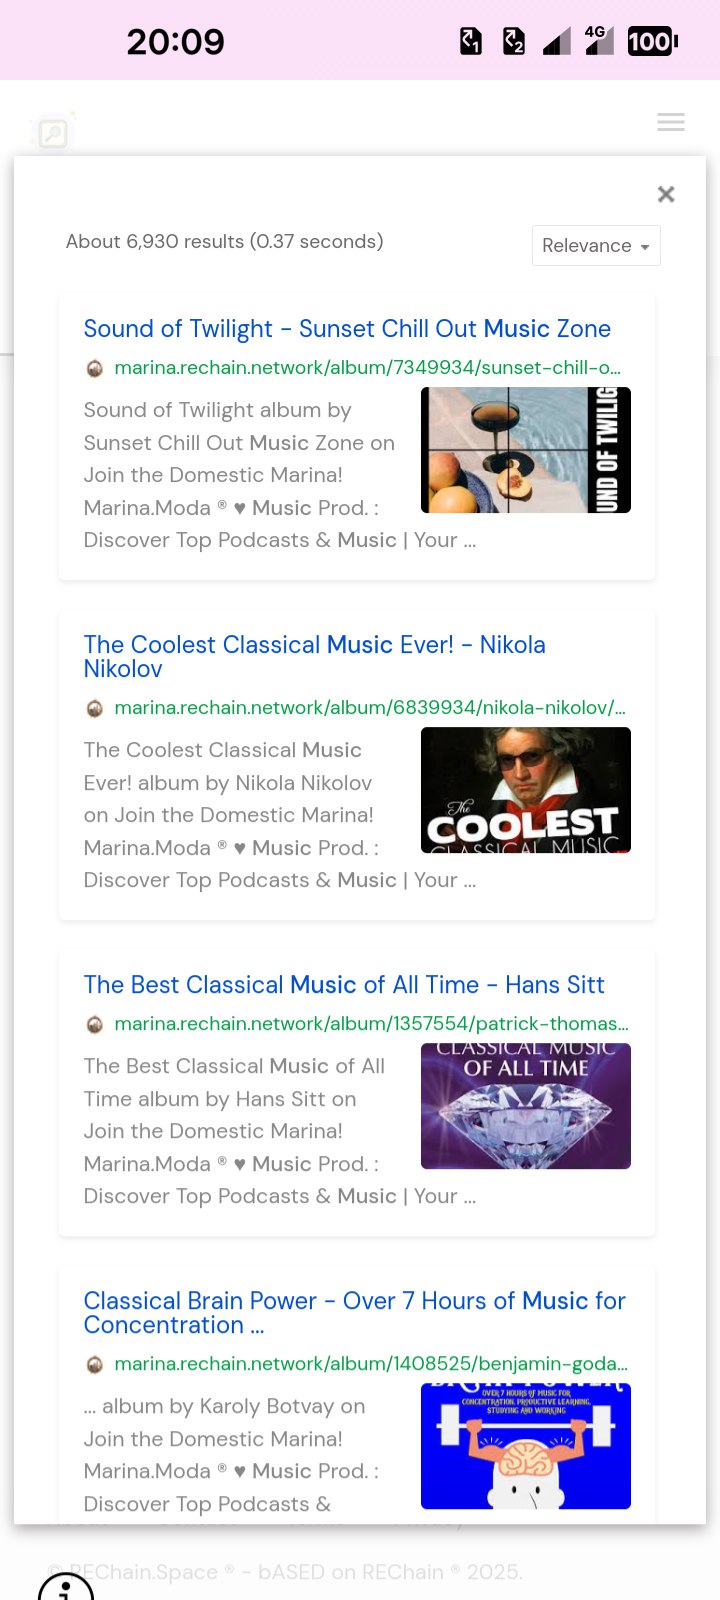 20:09
1
2
4G
100
×
About 6,930 results (0.37 seconds)
Relevance
Sound of Twilight - Sunset Chill Out Music Zone
marina.rechain.network/album/7349934/sunset-chill-o...
Sound of Twilight album by
Sunset Chill Out Music Zone on
Join the Domestic Marina!
Marina.Moda ® ♥ Music Prod. :
Discover Top Podcasts & Music | Your ...
UND OF TWILIG
The Coolest Classical Music Ever! - Nikola
Nikolov
marina.rechain.network/album/6839934/nikola-nikolov/...
The Coolest Classical Music
Ever! album by Nikola Nikolov
on Join the Domestic Marina!
Marina.Moda ® ♥ Music Prod. :
Discover Top Podcasts & Music | Your ...
The
COOLEST
CLASSICAL MUSIC
The Best Classical Music of All Time - Hans Sitt
marina.rechain.network/album/1357554/patrick-thomas...
The Best Classical Music of All
Time album by Hans Sitt on
Join the Domestic Marina!
Marina.Moda ® ♥ Music Prod. :
Discover Top Podcasts & Music | Your ...
CLASSICAL MUSIC
OF ALL TIME
Classical Brain Power - Over 7 Hours of Music for
Concentration ...
marina.rechain.network/album/1408525/benjamin-goda...
... album by Karoly Botvay on
Join the Domestic Marina!
Marina.Moda ® ♥ Music Prod. :
Discover Top Podcasts &
BRAIN POWER
OVER 7 HOURS OF MUSIC FOR
CONCENTRATION, PRODUCTIVE LEARNING,
STUDYING AND WORKING
© REChain.Space ® - bASED on REChain ® 2025.